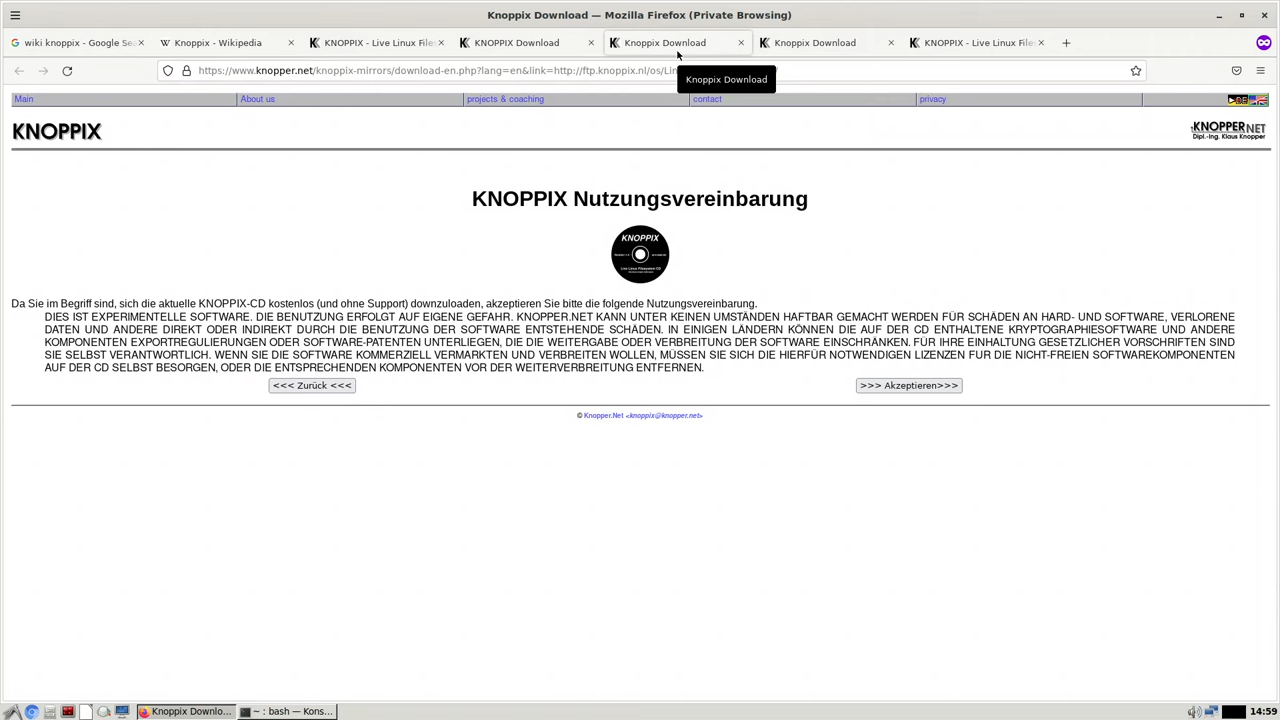 Knoppix Download — Mozilla Firefox (Private Browsing)
wiki knoppix - Google Se
Knoppix - Wikipedia
KNOPPIX - Live Linux File
KNOPPIX Download
Knoppix Download
Knoppix Download
KNOPPIX - Live Linux File
https://www.knopper.net/knoppix-mirrors/download-en.php?lang=en&link=http://ftp.knoppix.nl/os/Lin
Knoppix Download
Main
About us
projects & coaching
contact
privacy
DE
KNOPPIX
KNOPPER.NET
Dipl.-Ing. Klaus Knopper
KNOPPIX Nutzungsvereinbarung
KNOPPIX
Live Linux Filesystem CD
Da Sie im Begriff sind, sich die aktuelle KNOPPIX-CD kostenlos (und ohne Support) downzuloaden, akzeptieren Sie bitte die folgende Nutzungsvereinbarung.
DIES IST EXPERIMENTELLE SOFTWARE. DIE BENUTZUNG ERFOLGT AUF EIGENE GEFAHR. KNOPPER.NET KANN UNTER KEINEN UMSTÄNDEN HAFTBAR GEMACHT WERDEN FÜR SCHÄDEN AN HARD- UND SOFTWARE, VERLORENE
DATEN UND ANDERE DIREKT ODER INDIREKT DURCH DIE BENUTZUNG DER SOFTWARE ENTSTEHENDE SCHÄDEN. IN EINIGEN LÄNDERN KÖNNEN DIE AUF DER CD ENTHALTENE KRYPTOGRAPHIESOFTWARE UND ANDERE
KOMPONENTEN EXPORTREGULIERUNGEN ODER SOFTWARE-PATENTEN UNTERLIEGEN, DIE DIE WEITERGABE ODER VERBREITUNG DER SOFTWARE EINSCHRÄNKEN. FÜR IHRE EINHALTUNG GESETZLICHER VORSCHRIFTEN SIND
SIE SELBST VERANTWORTLICH. WENN SIE DIE SOFTWARE KOMMERZIELL VERMARKTEN UND VERBREITEN WOLLEN, MÜSSEN SIE SICH DIE HIERFÜR NOTWENDIGEN LIZENZEN FUR DIE NICHT-FREIEN SOFTWAREKOMPONENTEN
AUF DER CD SELBST BESORGEN, ODER DIE ENTSPRECHENDEN KOMPONENTEN VOR DER WEITERVERBREITUNG ENTFERNEN.
<<< Zurück <<<
>>> Akzeptieren>>>
© Knopper.Net <knoppix@knopper.net>
Knoppix Downlo...
~ : bash — Kons...
14:59